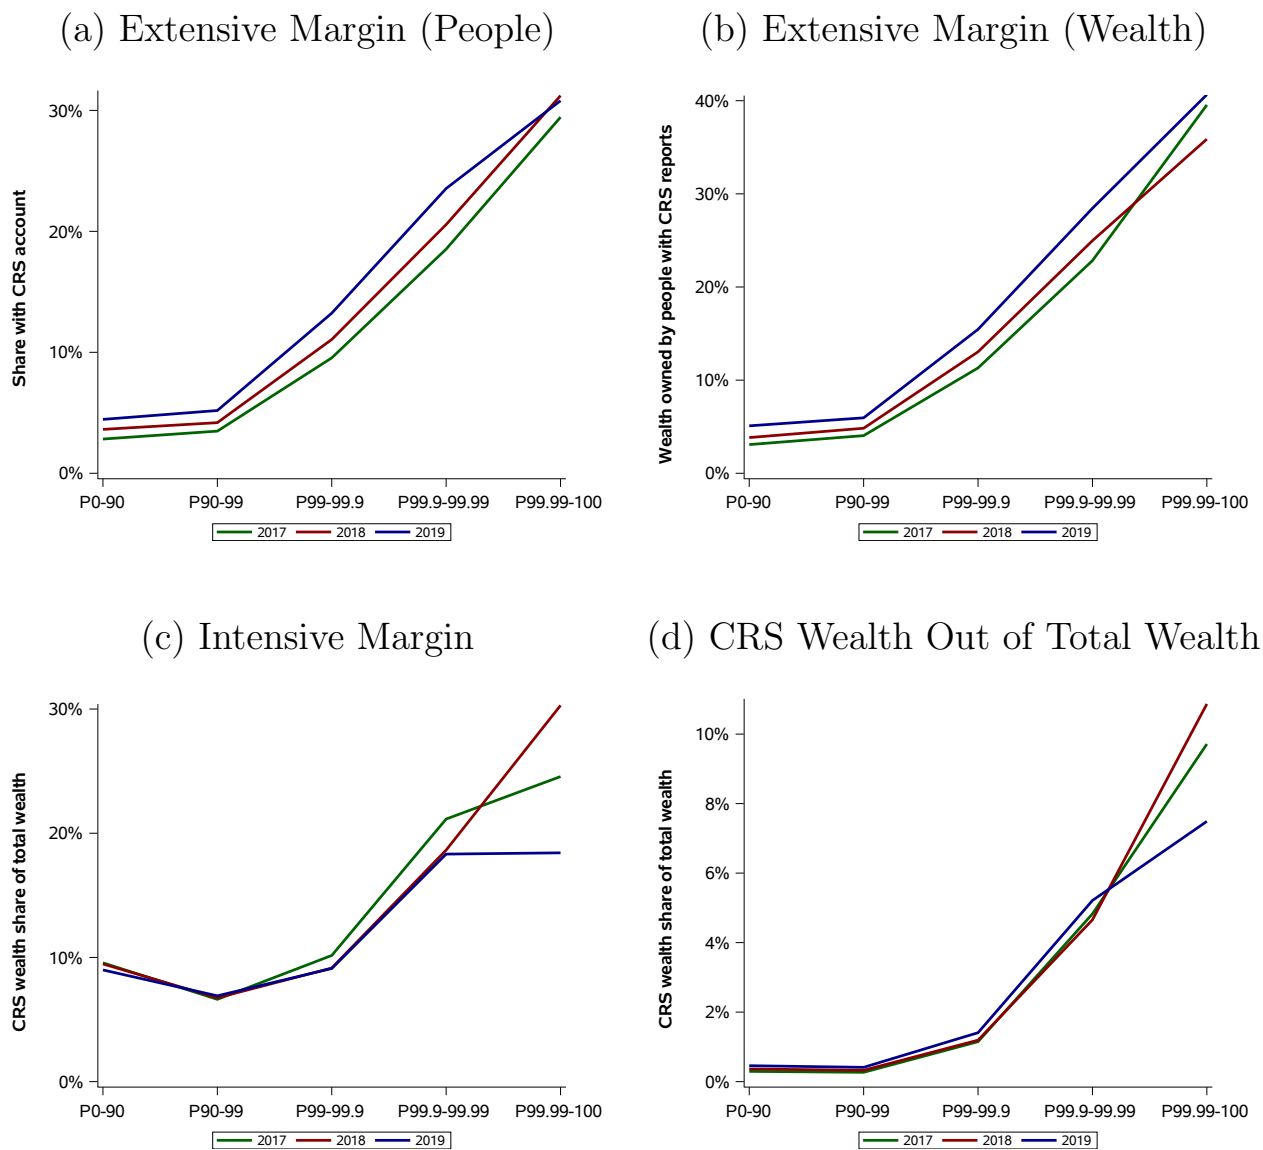 (a) Extensive Margin (People)
Share with CRS account
30%
20%
10%
0%
P0-90 P90-99 P99-99.9 P99.9-99.99 P99.99-100
2017 2018 2019
(b) Extensive Margin (Wealth)
Wealth owned by people with CRS reports
40%
30%
20%
10%
0%
P0-90 P90-99 P99-99.9 P99.9-99.99 P99.99-100
2017 2018 2019
(c) Intensive Margin
CRS wealth share of total wealth
30%
20%
10%
0%
P0-90 P90-99 P99-99.9 P99.9-99.99 P99.99-100
2017 2018 2019
(d) CRS Wealth Out of Total Wealth
CRS wealth share of total wealth
10%
8%
6%
4%
2%
0%
P0-90 P90-99 P99-99.9 P99.9-99.99 P99.99-100
2017 2018 2019